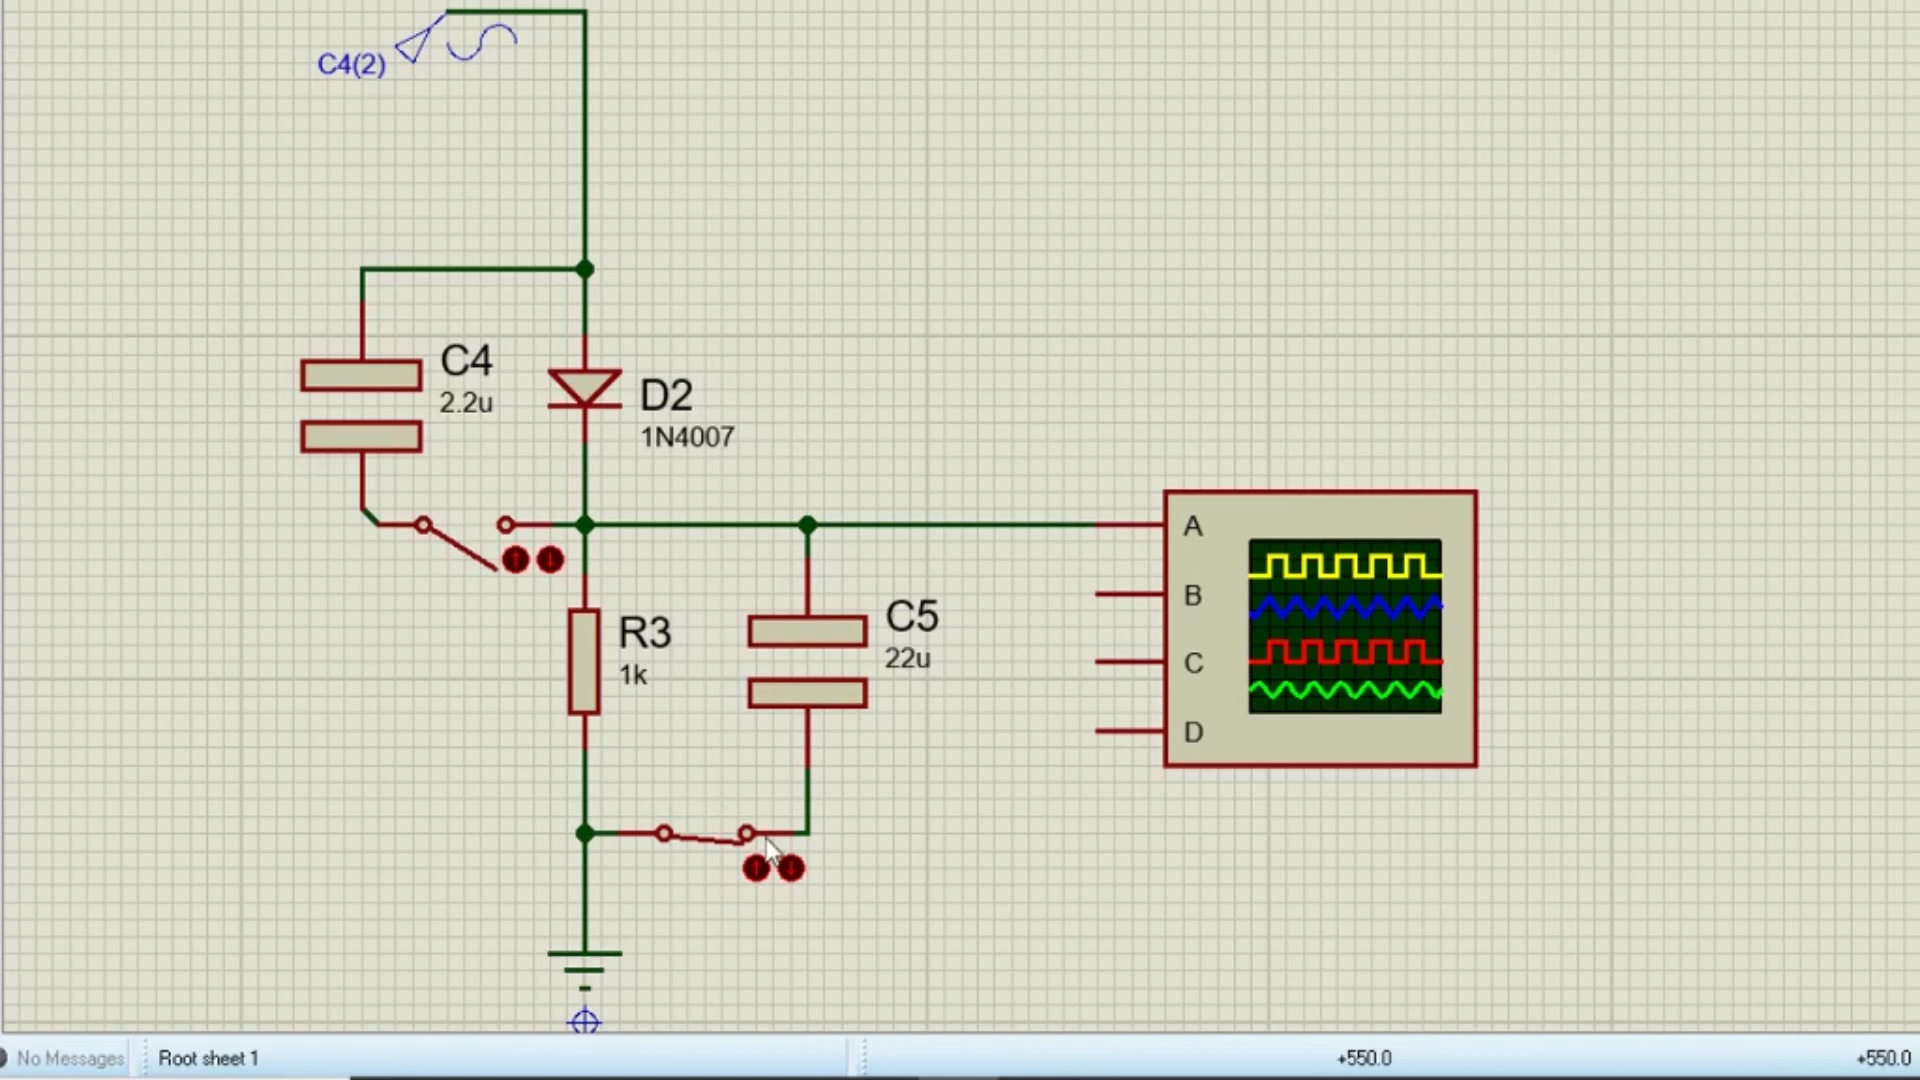 C4(2)
C4
2.2u
D2
1N4007
A
B
C
D
R3
1k
C5
22u
No Messages
Root sheet 1
+550.0
+550.0